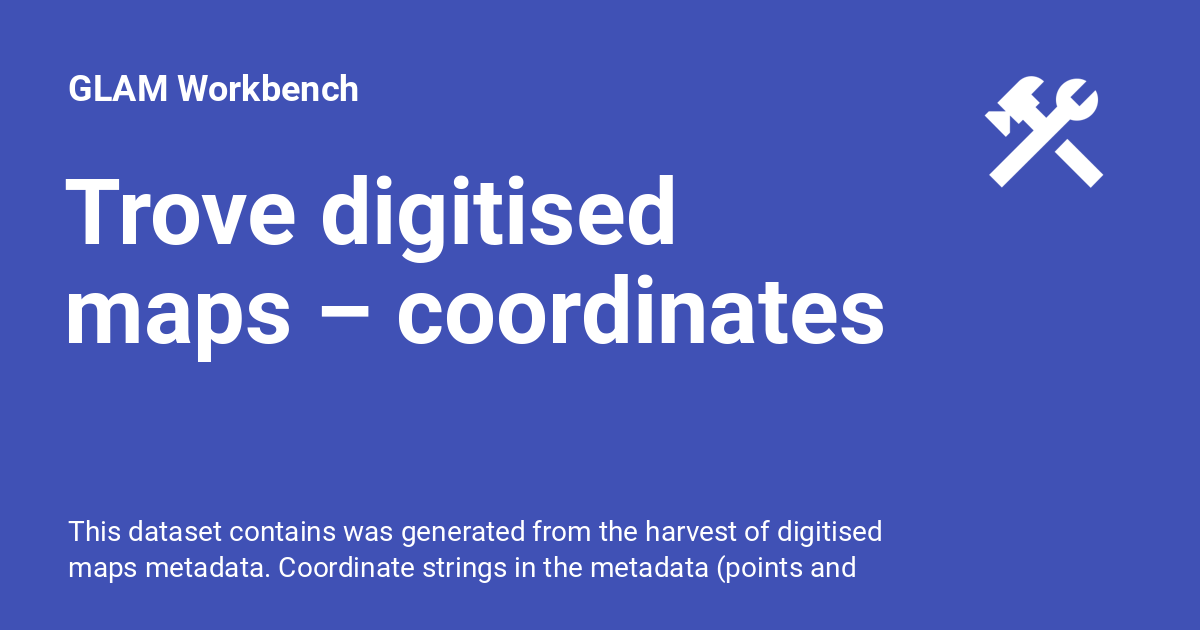 GLAM Workbench
Trove digitised
maps – coordinates
This dataset contains was generated from the harvest of digitised
maps metadata. Coordinate strings in the metadata (points and